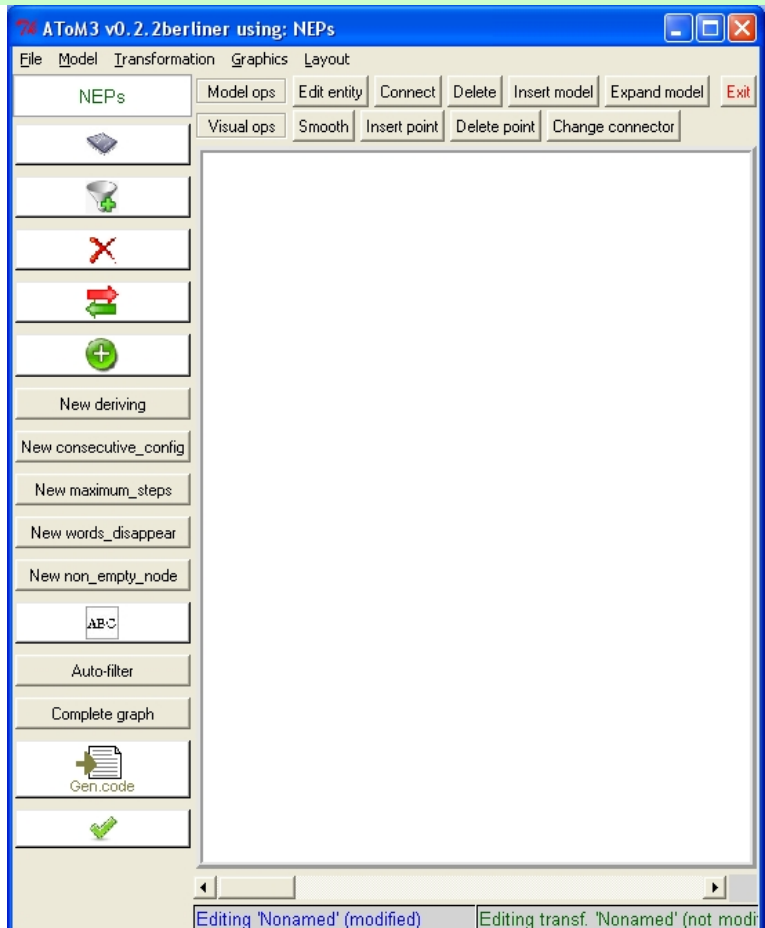 AToM3 v0.2.2berliner using: NEPs
File Model Transformation Graphics Layout
NEPs
Model ops Edit entity Connect Delete Insert model Expand model Exit
Visual ops Smooth Insert point Delete point Change connector
New deriving
New consecutive_config
New maximum_steps
New words_disappear
New non_empty_node
ABC
Auto-filter
Complete graph
Gen.code
Editing 'Nonamed' (modified) Editing transf. 'Nonamed' (not modi